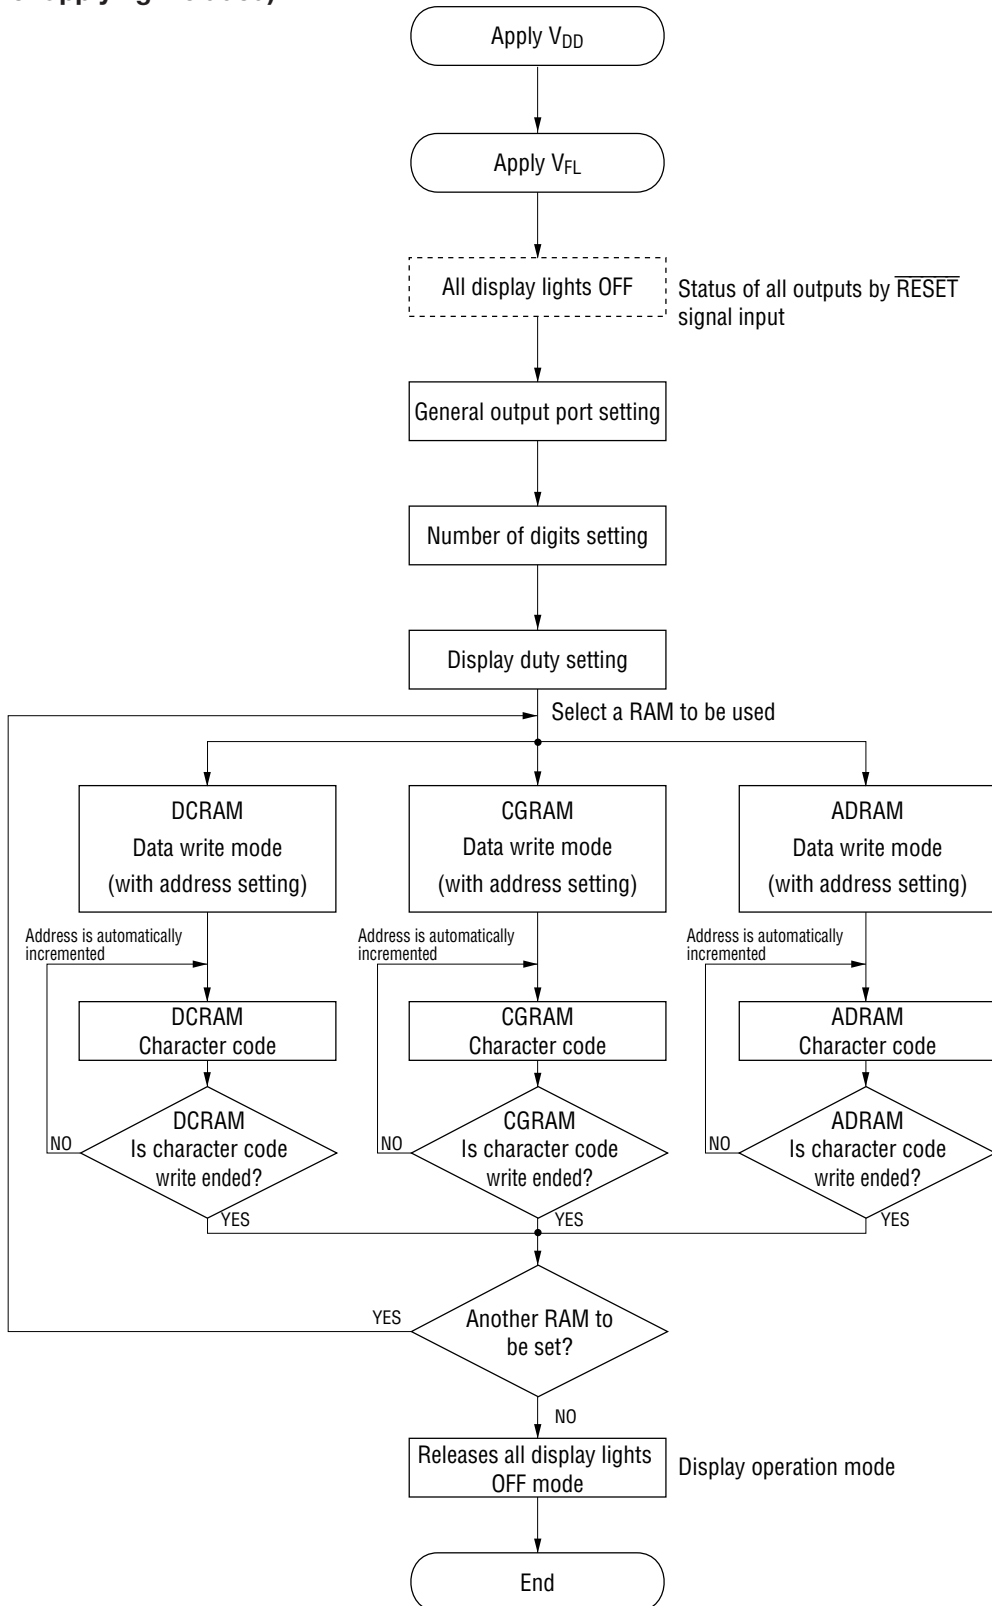 Apply VDD
Apply VFL
All display lights OFF
Status of all outputs by RESET
signal input
General output port setting
Number of digits setting
Display duty setting
Select a RAM to be used
DCRAM
Data write mode
(with address setting)
CGRAM
Data write mode
(with address setting)
ADRAM
Data write mode
(with address setting)
Address is automatically
incremented
Address is automatically
incremented
Address is automatically
incremented
DCRAM
Character code
CGRAM
Character code
ADRAM
Character code
DCRAM
Is character code
write ended?
NO
YES
CGRAM
Is character code
write ended?
NO
YES
ADRAM
Is character code
write ended?
NO
YES
Another RAM to
be set?
YES
NO
Releases all display lights
OFF mode
Display operation mode
End